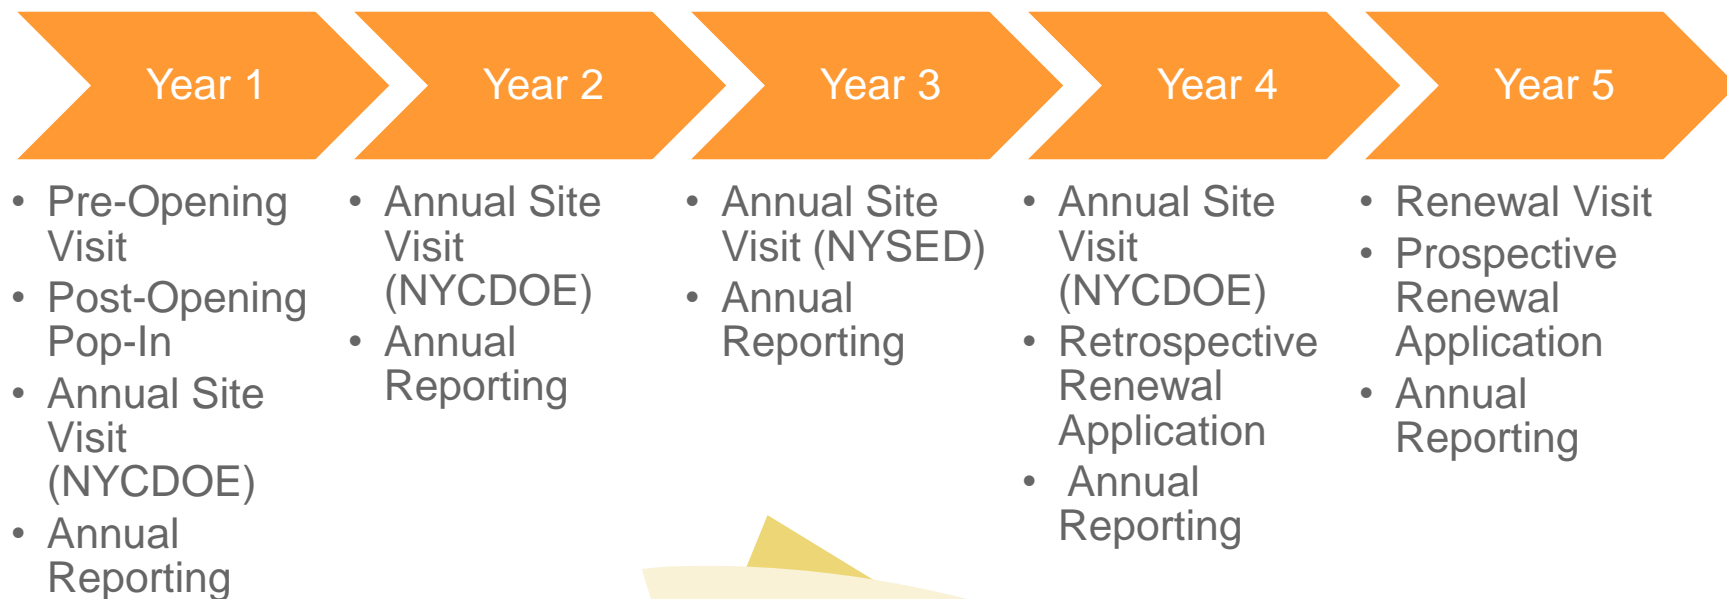 Year 1
Year 2
Year 3
Year 4
Year 5
• Pre-Opening
Visit
• Post-Opening
Pop-In
• Annual Site
Visit
(NYCDOE)
• Annual
Reporting
• Annual Site
Visit
(NYCDOE)
• Annual
Reporting
• Annual Site
Visit (NYSED)
• Annual
Reporting
• Annual Site
Visit
(NYCDOE)
• Retrospective
Renewal
Application
• Annual
Reporting
• Renewal Visit
• Prospective
Renewal
Application
• Annual
Reporting